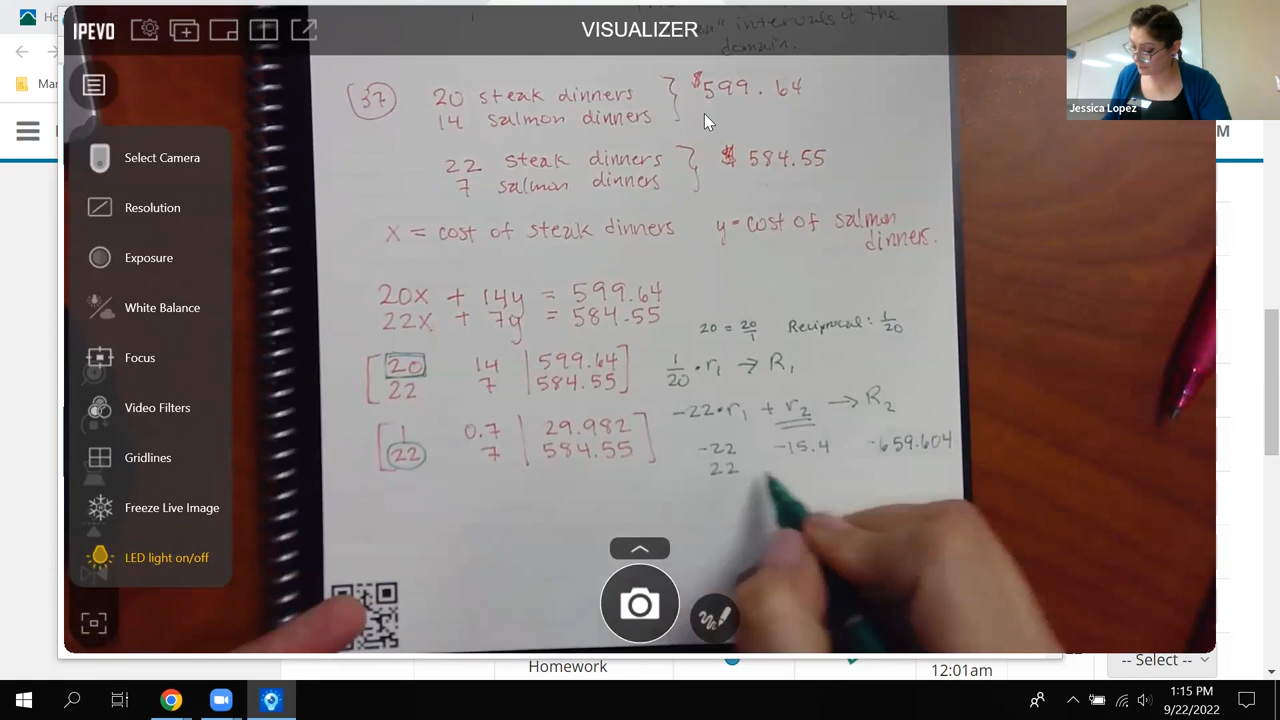 IPEVO
VISUALIZER
Jessica Lopez
Select Camera
Resolution
Exposure
White Balance
Focus
Video Filters
Gridlines
Freeze Live Image
LED light on/off
intervals of the
domain.
37
20 steak dinners } $599.64
14 salmon dinners
22 steak dinners } $584.55
7 salmon dinners
x = cost of steak dinners y = cost of salmon
dinners.
20x + 14y = 599.64
22x + 7y = 584.55
20 = 20/1 Reciprocal: 1/20
[20 14 | 599.64] 1/20 · r₁ → R₁
[22 7 | 584.55]
-22 · r₁ + r₂ → R₂
[1 0.7 | 29.982]
[22 7 | 584.55]
-22 -15.4 -659.604
22
Homework
12:01am
-- Select --
1:15 PM
9/22/2022